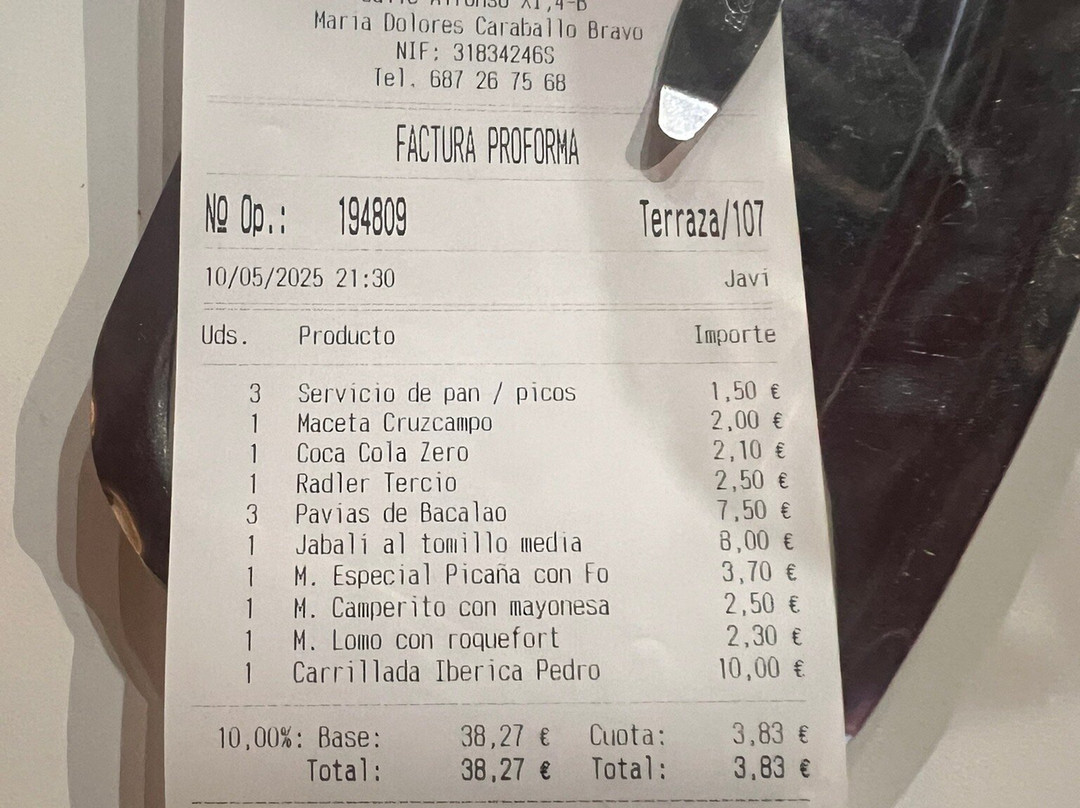 Calle Alfonso XI,4-B
Maria Dolores Caraballo Bravo
NIF: 31834246S
Tel. 687 26 75 68
FACTURA PROFORMA
Nº Op.: 194809 Terraza/107
10/05/2025 21:30 Javi
Uds. Producto Importe
3 Servicio de pan / picos 1,50 €
1 Maceta Cruzcampo 2,00 €
1 Coca Cola Zero 2,10 €
1 Radler Tercio 2,50 €
3 Pavias de Bacalao 7,50 €
1 Jabalí al tomillo media 8,00 €
1 M. Especial Picaña con Fo 3,70 €
1 M. Camperito con mayonesa 2,50 €
1 M. Lomo con roquefort 2,30 €
1 Carrillada Iberica Pedro 10,00 €
10,00%: Base: 38,27 € Cuota: 3,83 €
Total: 38,27 € Total: 3,83 €